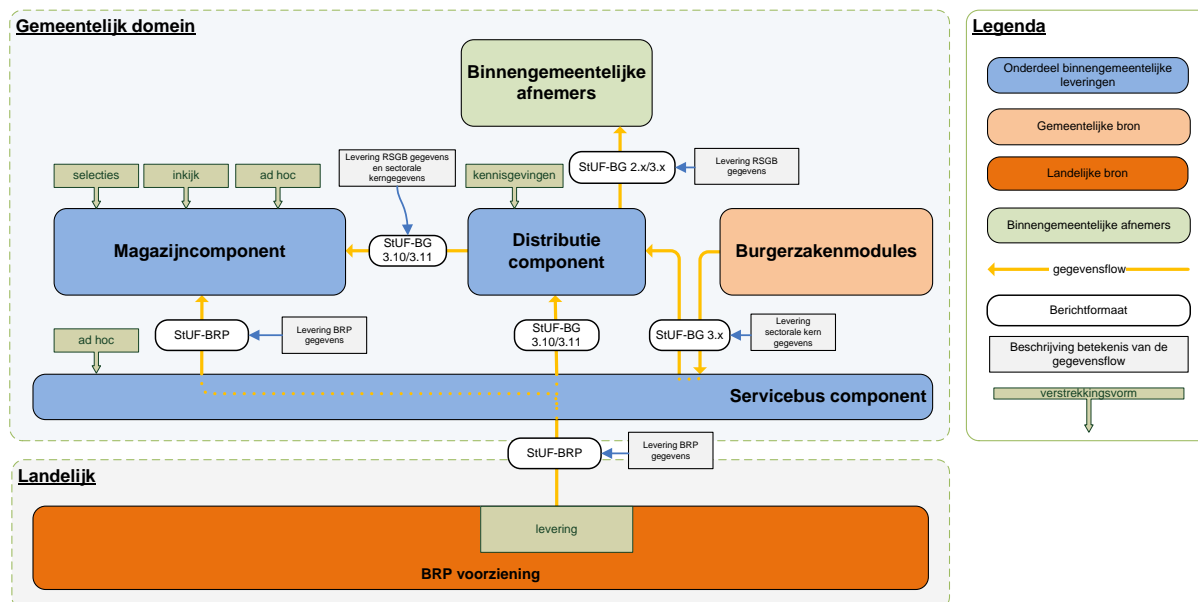 Gemeentelijk domein
Binnengemeentelijke
afnemers
Levering RSGB gegevens
en sectorale
kerngegevens
StUF-BG 2.x/3.x
Levering RSGB
gegevens
selecties
inkijk
ad hoc
kennisgevingen
Magazijncomponent
StUF-BG
3.10/3.11
Distributie
component
Burgerzakenmodules
StUF-BRP
Levering BRP
gegevens
StUF-BG
3.10/3.11
StUF-BG 3.x
Levering
sectorale kern
gegevens
ad hoc
Servicebus component
StUF-BRP
Levering BRP
gegevens
Landelijk
levering
BRP voorziening
Legenda
Onderdeel binnengemeentelijke
leveringen
Gemeentelijke bron
Landelijke bron
Binnengemeentelijke afnemers
gegevensflow
Berichtformaat
Beschrijving betekenis van de
gegevensflow
verstrekkingsvorm